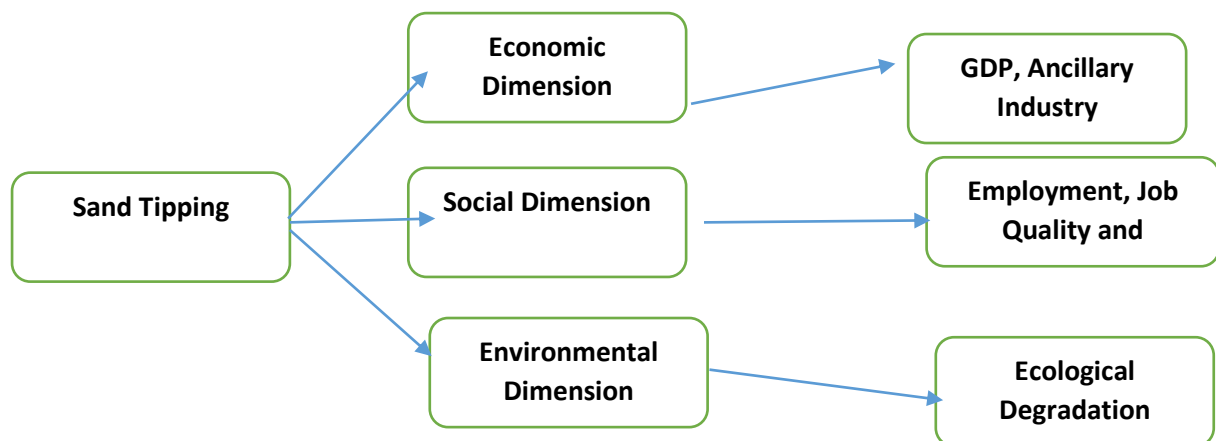 Economic
Dimension
GDP, Ancillary
Industry
Sand Tipping
Social Dimension
Employment, Job
Quality and
Environmental
Dimension
Ecological
Degradation